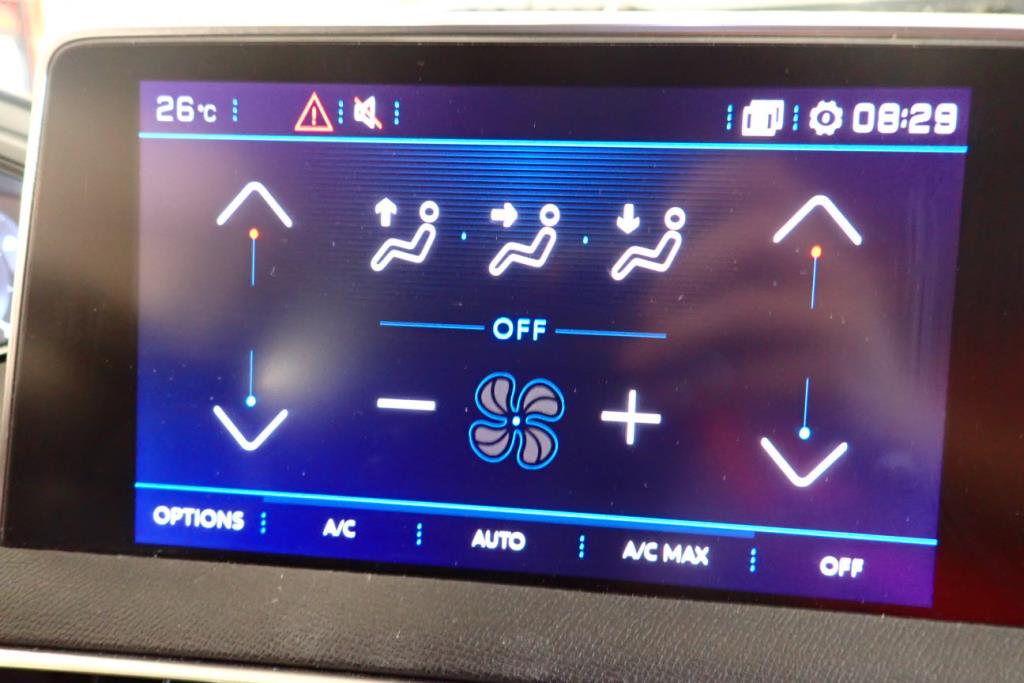 26°C 08:29
OFF
OPTIONS A/C AUTO A/C MAX OFF